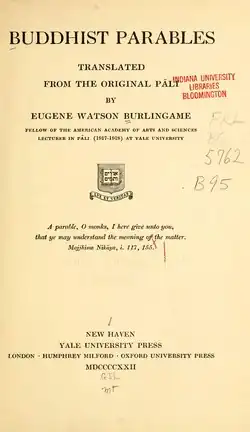 BUDDHIST PARABLES
TRANSLATED
FROM THE ORIGINAL PĀLI
BY
EUGENE WATSON BURLINGAME
FELLOW OF THE AMERICAN ACADEMY OF ARTS AND SCIENCES
LECTURER IN PĀLI (1917-1918) AT YALE UNIVERSITY
INDIANA UNIVERSITY
LIBRARIES
BLOOMINGTON
5762
B95
A parable, O monks, I here give unto you,
that ye may understand the meaning of the matter.
Majjhima Nikāya, i. 117, 155.
NEW HAVEN
YALE UNIVERSITY PRESS
LONDON · HUMPHREY MILFORD · OXFORD UNIVERSITY PRESS
MDCCCCXXII